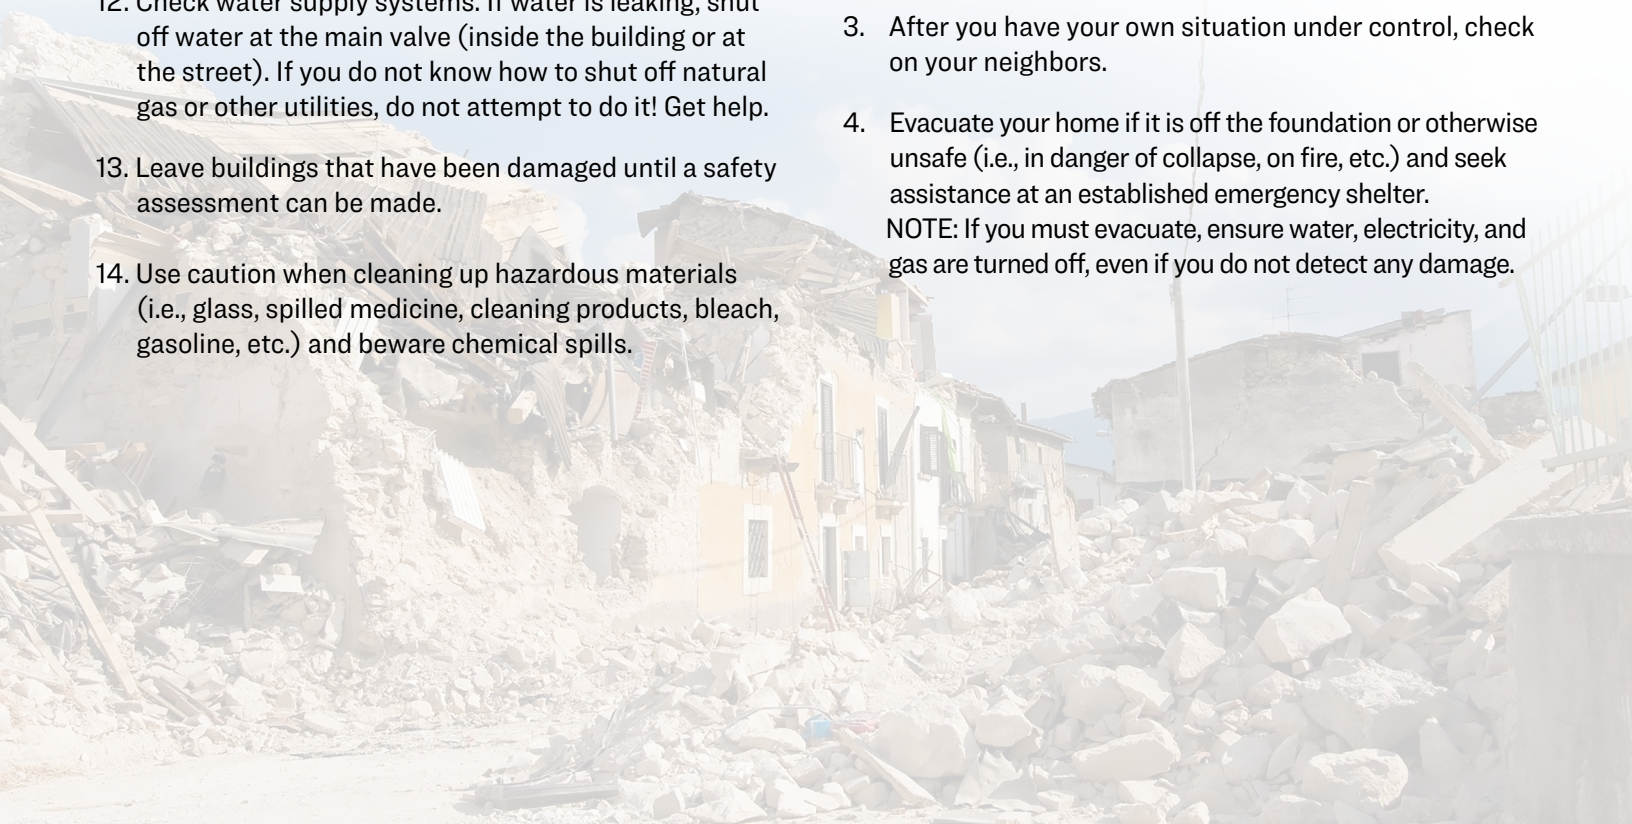 12. Check water supply systems. If water is leaking, shut
off water at the main valve (inside the building or at
the street). If you do not know how to shut off natural
gas or other utilities, do not attempt to do it! Get help.
13. Leave buildings that have been damaged until a safety
assessment can be made.
14. Use caution when cleaning up hazardous materials
(i.e., glass, spilled medicine, cleaning products, bleach,
gasoline, etc.) and beware chemical spills.
3. After you have your own situation under control, check
on your neighbors.
4. Evacuate your home if it is off the foundation or otherwise
unsafe (i.e., in danger of collapse, on fire, etc.) and seek
assistance at an established emergency shelter.
NOTE: If you must evacuate, ensure water, electricity, and
gas are turned off, even if you do not detect any damage.